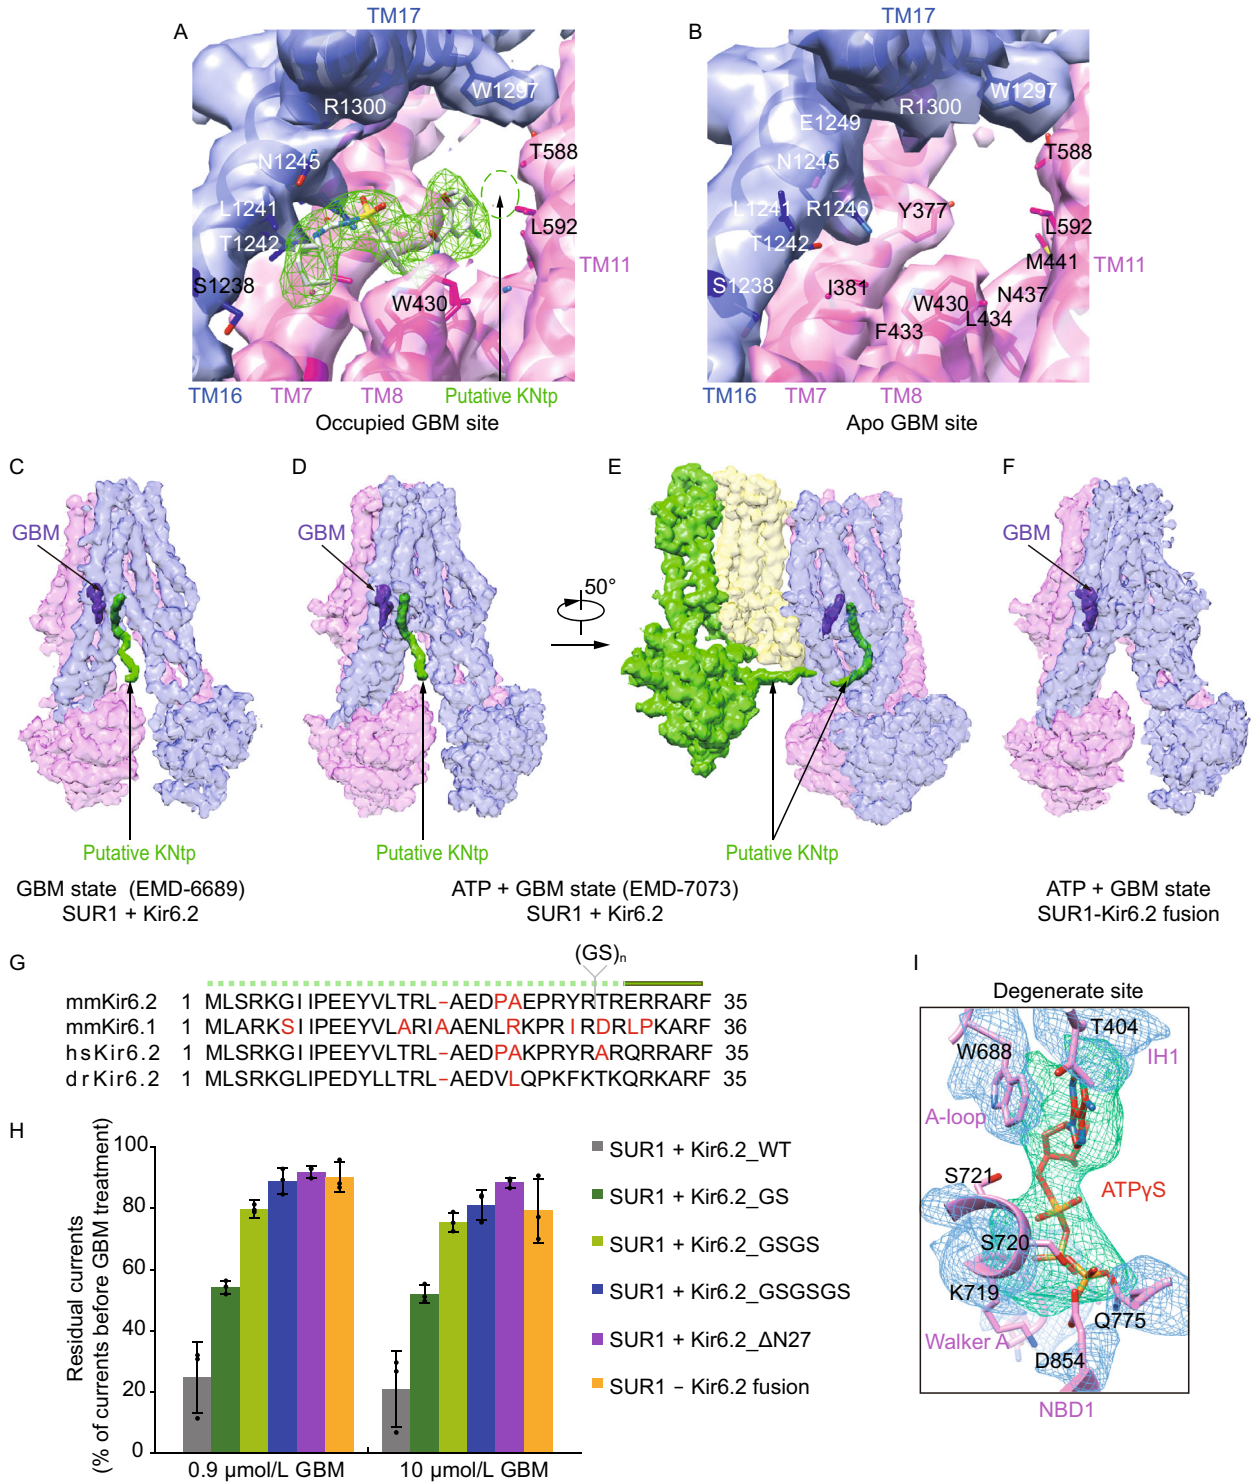 A
TM17
W1297
R1300
N1245
T588
L1241
T1242
L592
TM11
S1238
W430
TM16 TM7 TM8 Putative KNtp
Occupied GBM site
B
TM17
W1297
R1300
E1249
N1245
T588
L1241 R1246 Y377
L592
T1242
M441
TM11
S1238
I381
W430
N437
L434
F433
TM16 TM7 TM8
Apo GBM site
C
GBM
Putative KNtp
GBM state (EMD-6689)
SUR1 + Kir6.2
D
GBM
Putative KNtp
50°
E
Putative KNtp
ATP + GBM state (EMD-7073)
SUR1 + Kir6.2
F
GBM
ATP + GBM state
SUR1-Kir6.2 fusion
G
(GS)n
mmKir6.2 1 MLSRKGIIPEEYVLTRL–AEDPAEPRYRTRERRARF 35
mmKir6.1 1 MLARKSIIPEEYVLARIAAENLRKPRIRDRLPKARF 36
hsKir6.2 1 MLSRKGIIPEEYVLTRL–AEDPAKPRYRARQRRARF 35
drKir6.2 1 MLSRKGLIPEDYLLTRL–AEDVLQPKFKTKQRKARF 35
H
Residual currents
(% of currents before GBM treatment)
100
80
60
40
20
0
0.9 μmol/L GBM
10 μmol/L GBM
SUR1 + Kir6.2_WT
SUR1 + Kir6.2_GS
SUR1 + Kir6.2_GSGS
SUR1 + Kir6.2_GSGSGS
SUR1 + Kir6.2_ΔN27
SUR1 – Kir6.2 fusion
I
Degenerate site
T404
W688
IH1
A-loop
S721
ATPγS
S720
K719
Q775
Walker A
D854
NBD1